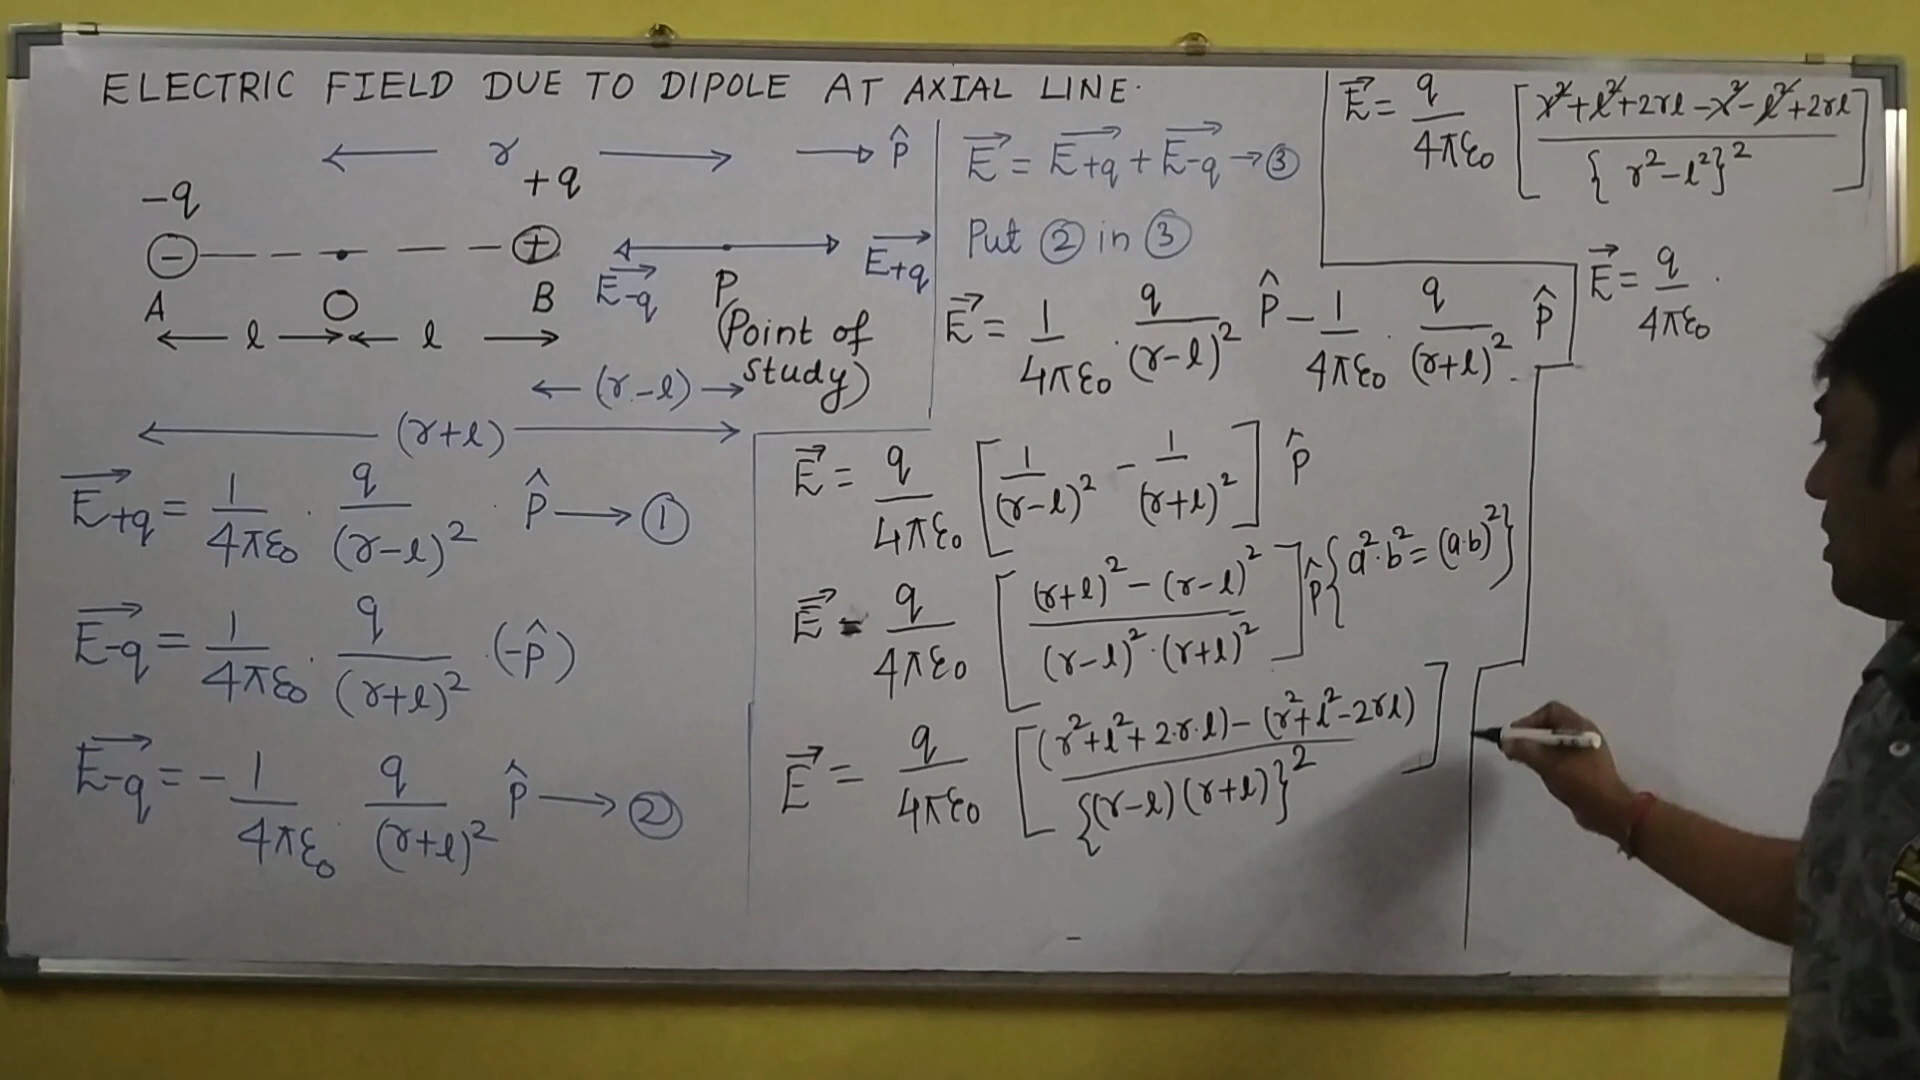 ELECTRIC FIELD DUE TO DIPOLE AT AXIAL LINE.
← r → → p̂
-q +q
⊖ — — • — — ⊕
A O B
← l → ← l →
E⃗-q P E⃗+q
(Point of
study)
← (r-l) →
← (r+l) →
E⃗+q = 1/4πε₀ · q/(r-l)² · p̂ → ①
E⃗-q = 1/4πε₀ · q/(r+l)² · (-p̂)
E⃗-q = - 1/4πε₀ q/(r+l)² p̂ → ②
E⃗ = E⃗+q + E⃗-q → ③
Put ② in ③
E⃗ = 1/4πε₀ · q/(r-l)² p̂ - 1/4πε₀ · q/(r+l)² p̂
E⃗ = q/4πε₀ [1/(r-l)² - 1/(r+l)²] p̂
E⃗ = q/4πε₀ [(r+l)² - (r-l)² / (r-l)²·(r+l)²] p̂ {a²·b² = (a·b)²}
E⃗ = q/4πε₀ [(r²+l²+2·r·l) - (r²+l²-2rl) / {(r-l)(r+l)}²]
E⃗ = q/4πε₀ [r²+l²+2rl-r²-l²+2rl / {r²-l²}²]
E⃗ = q/4πε₀ ·